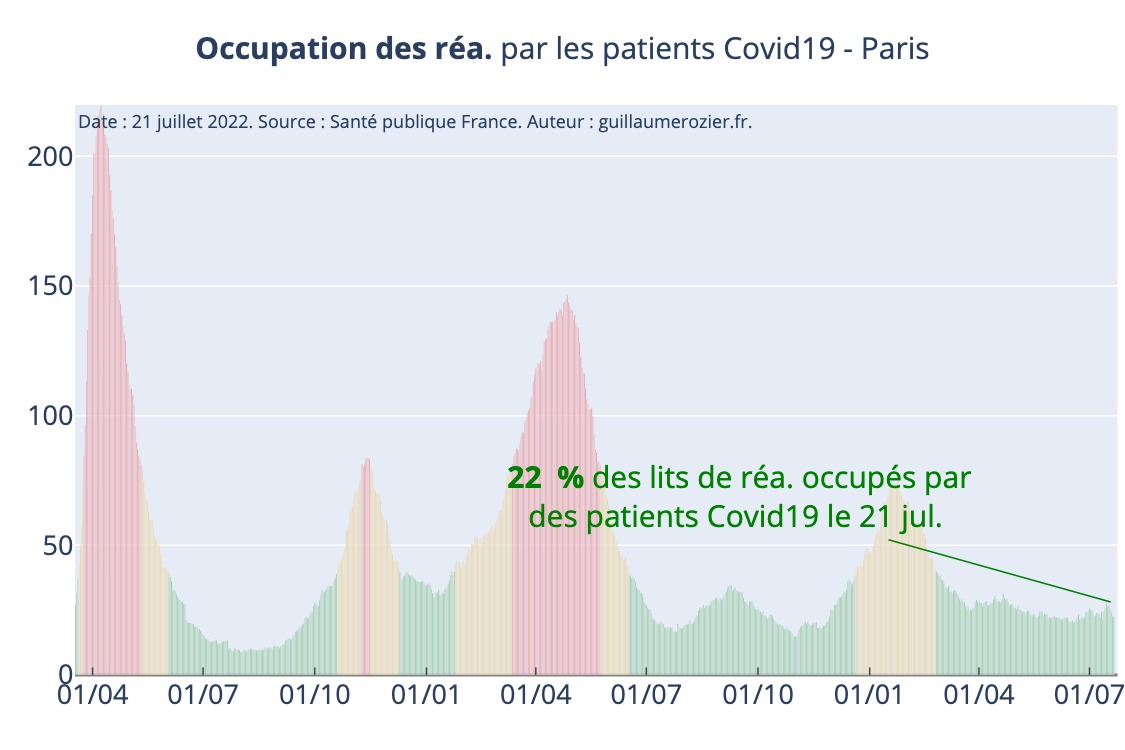 Occupation des réa. par les patients Covid19 - Paris
Date : 21 juillet 2022. Source : Santé publique France. Auteur : guillaumerozier.fr.
200
150
100
22 % des lits de réa. occupés par
des patients Covid19 le 21 jul.
50
0
01/04 01/07 01/10 01/01 01/04 01/07 01/10 01/01 01/04 01/07